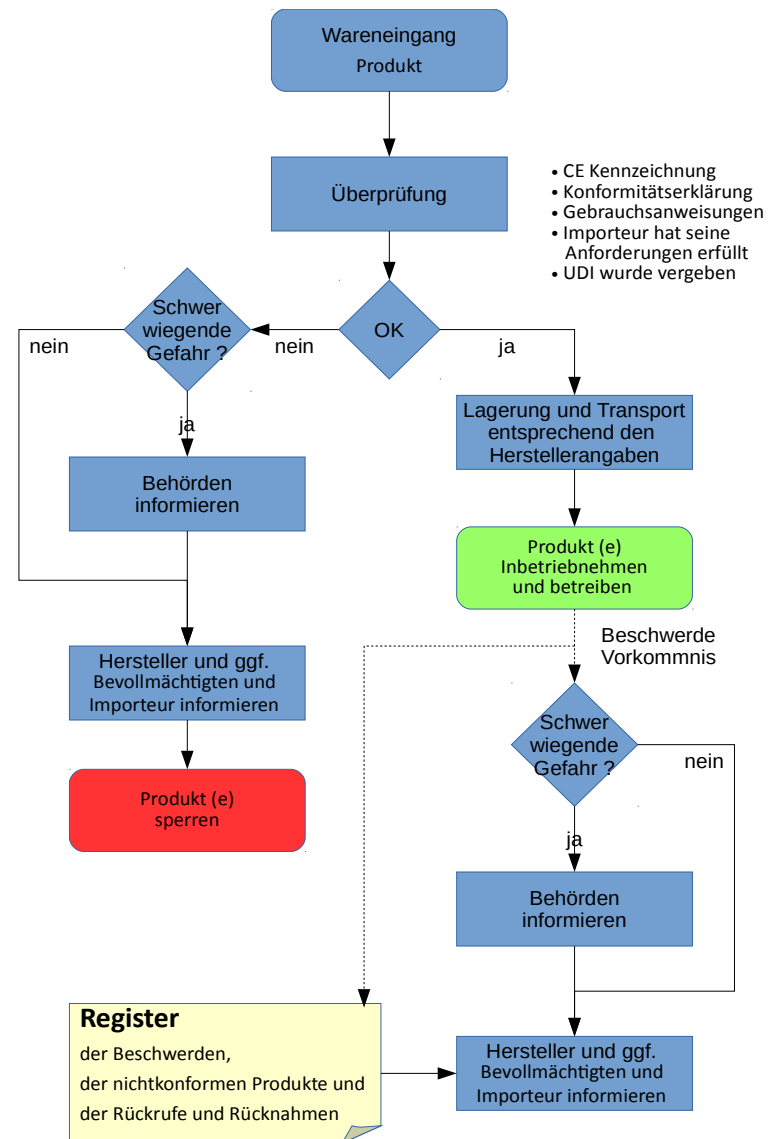 Wareneingang
Produkt
Überprüfung
• CE Kennzeichnung
• Konformitätserklärung
• Gebrauchsanweisungen
• Importeur hat seine
Anforderungen erfüllt
• UDI wurde vergeben
Schwer
wiegende
Gefahr ?
OK
nein
nein
ja
ja
Lagerung und Transport
entsprechend den
Herstellerangaben
Behörden
informieren
Produkt (e)
Inbetriebnehmen
und betreiben
Beschwerde
Vorkommnis
Hersteller und ggf.
Bevollmächtigten und
Importeur informieren
Schwer
wiegende
Gefahr ?
nein
Produkt (e)
sperren
ja
Behörden
informieren
Register
der Beschwerden,
der nichtkonformen Produkte und
der Rückrufe und Rücknahmen
Hersteller und ggf.
Bevollmächtigten und
Importeur informieren